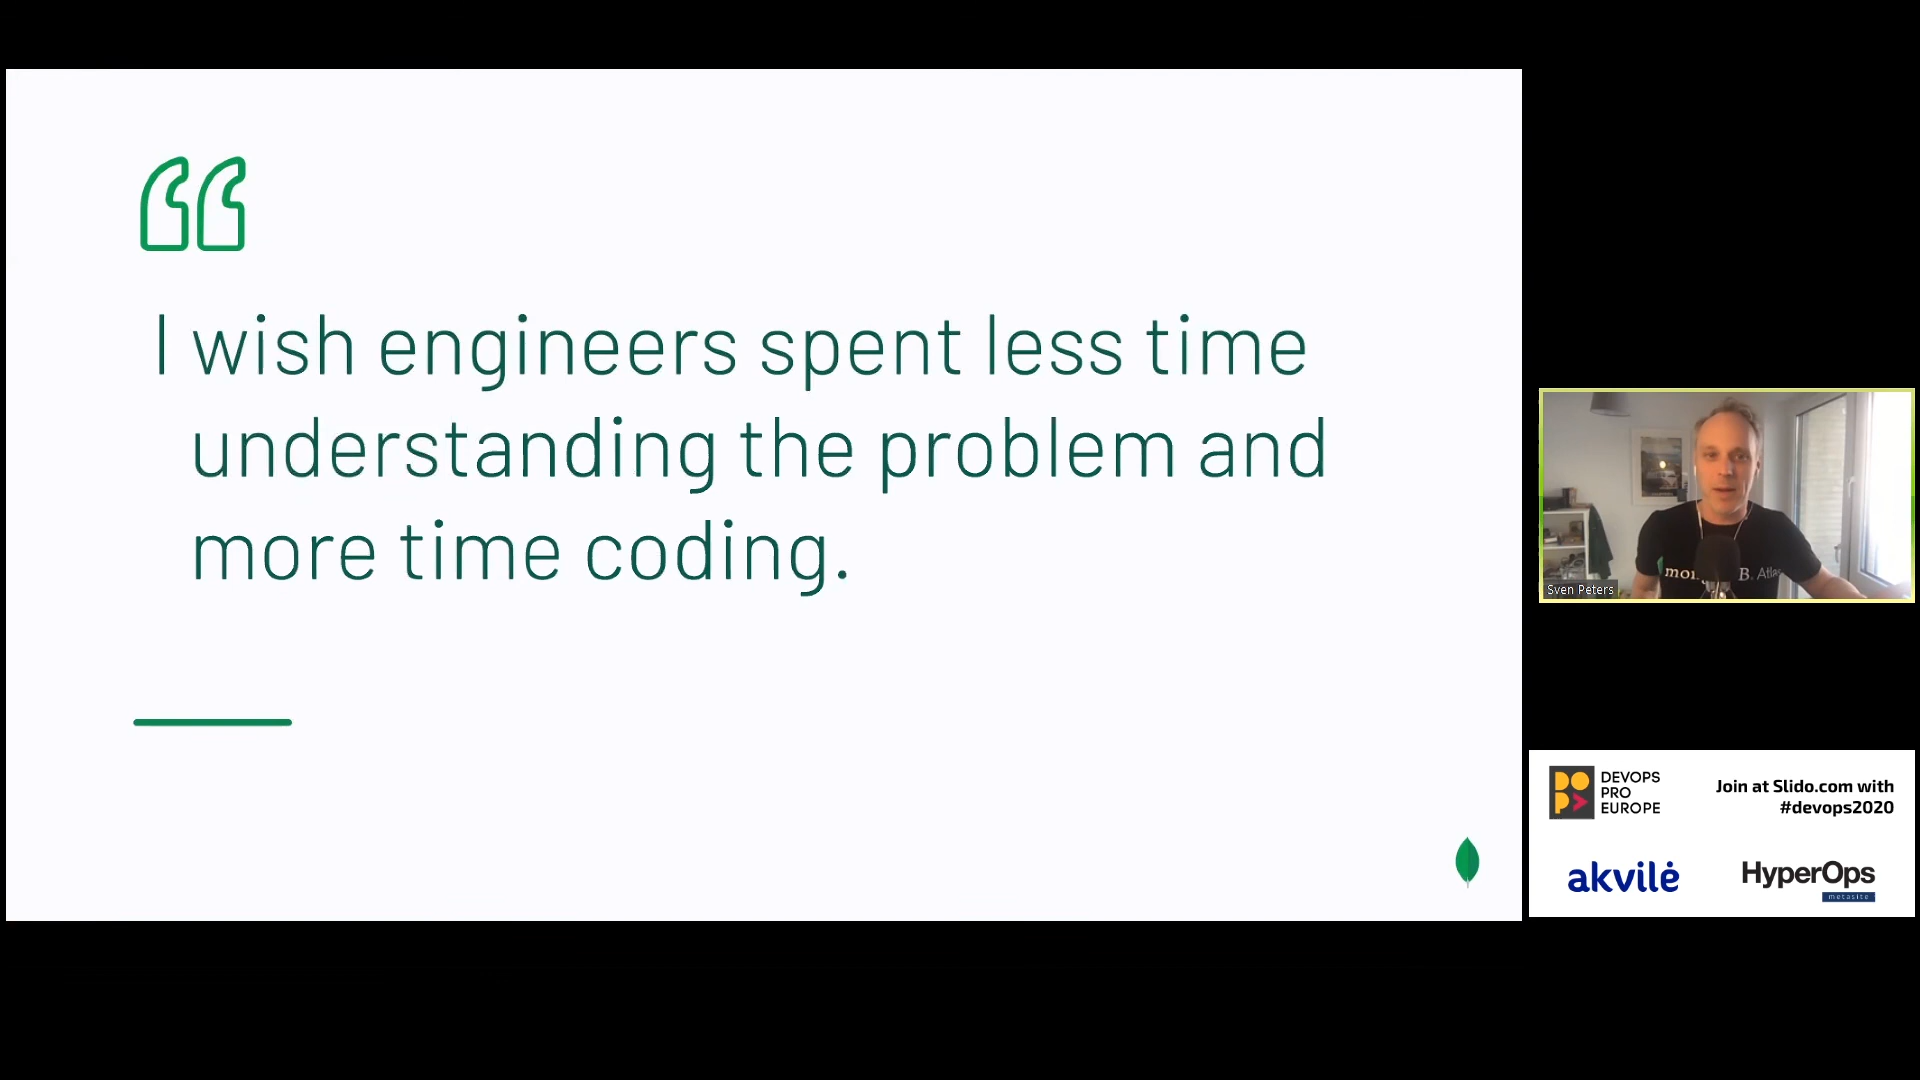 I wish engineers spent less time
understanding the problem and
more time coding.
Sven Peters
DEVOPS
PRO
EUROPE
Join at Slido.com with
#devops2020
akvilė
HyperOps
metasite